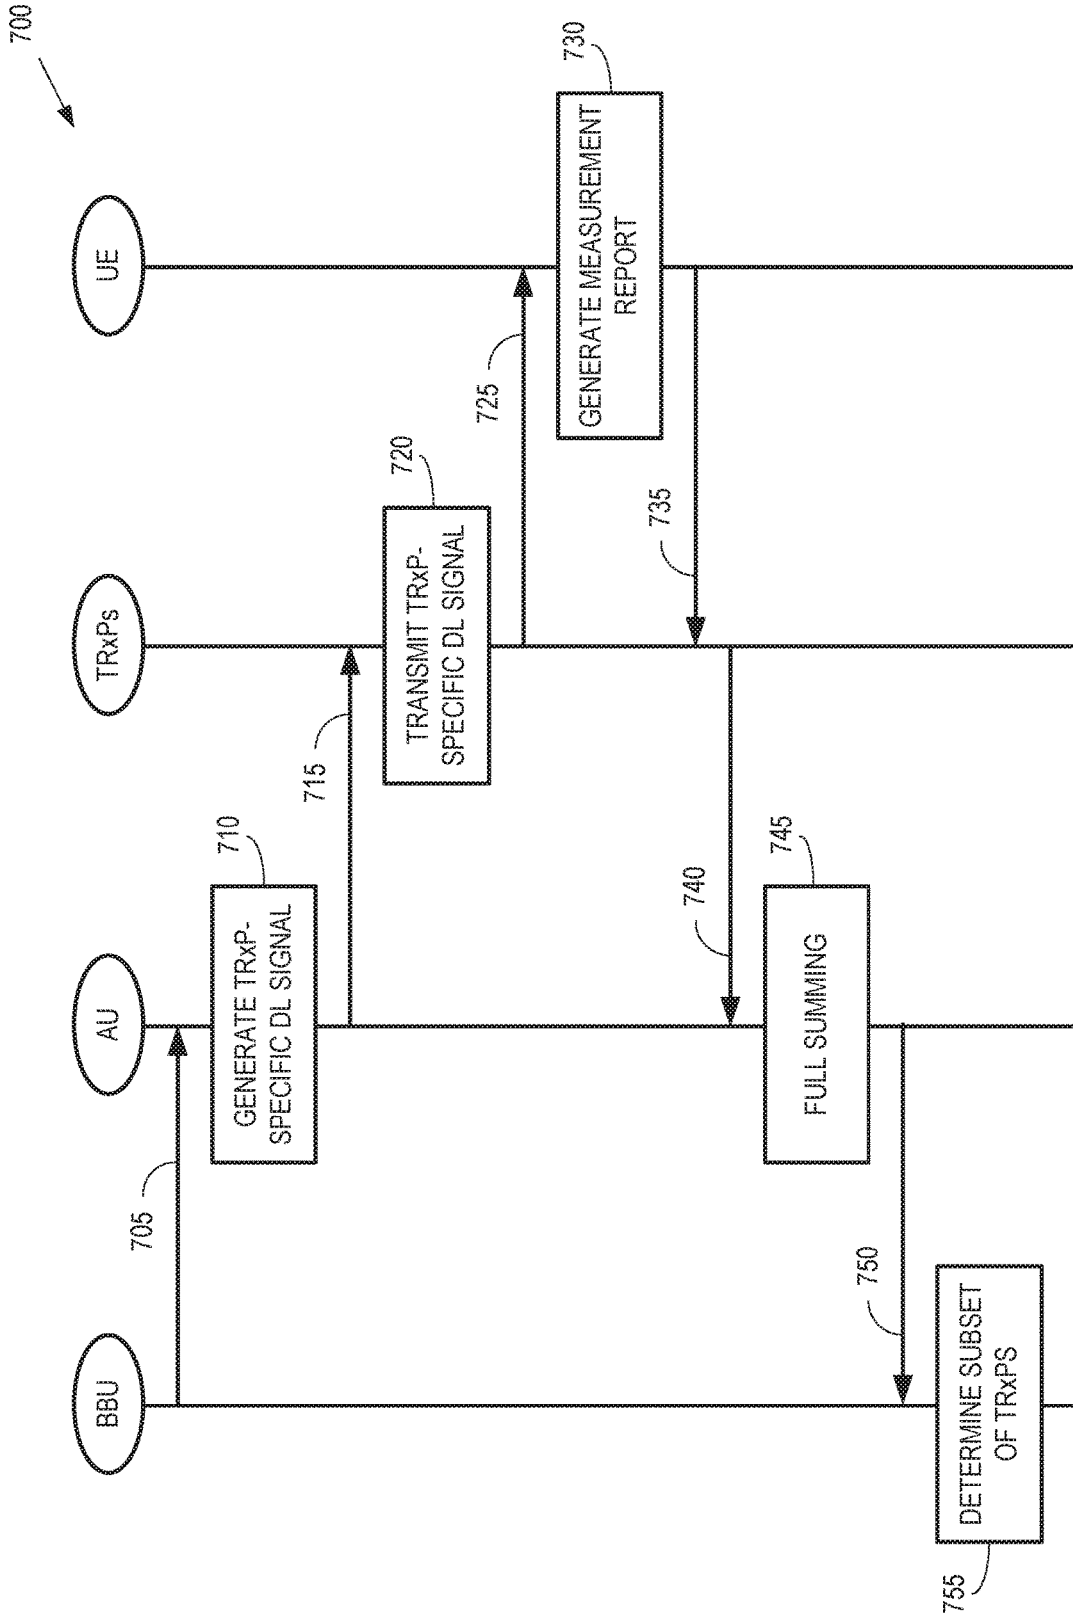 700
BBU
AU
TRxPs
UE
705
GENERATE TRxP-
SPECIFIC DL SIGNAL
710
715
TRANSMIT TRxP-
SPECIFIC DL SIGNAL
720
725
GENERATE MEASUREMENT
REPORT
730
735
740
FULL SUMMING
745
750
DETERMINE SUBSET
OF TRxPS
755